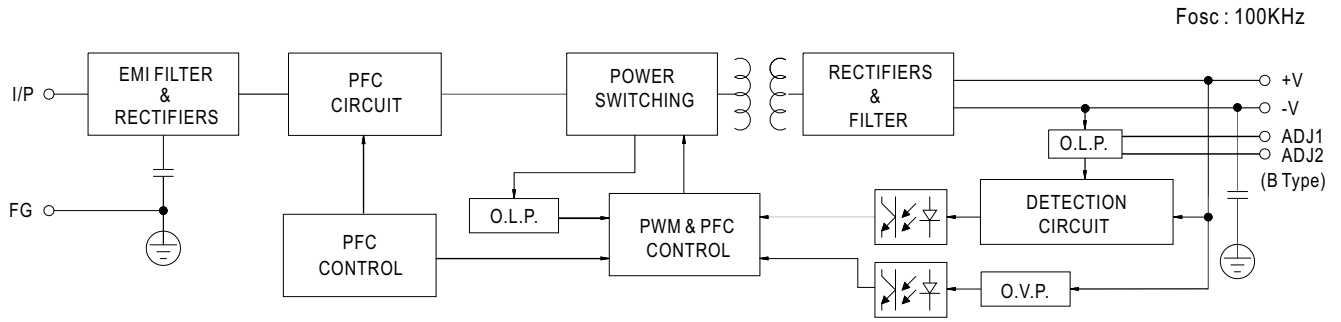 Fosc : 100KHz
I/P
EMI FILTER
&
RECTIFIERS
PFC
CIRCUIT
POWER
SWITCHING
RECTIFIERS
&
FILTER
+V
-V
O.L.P.
ADJ1
ADJ2
(B Type)
FG
O.L.P.
PFC
CONTROL
PWM & PFC
CONTROL
DETECTION
CIRCUIT
O.V.P.